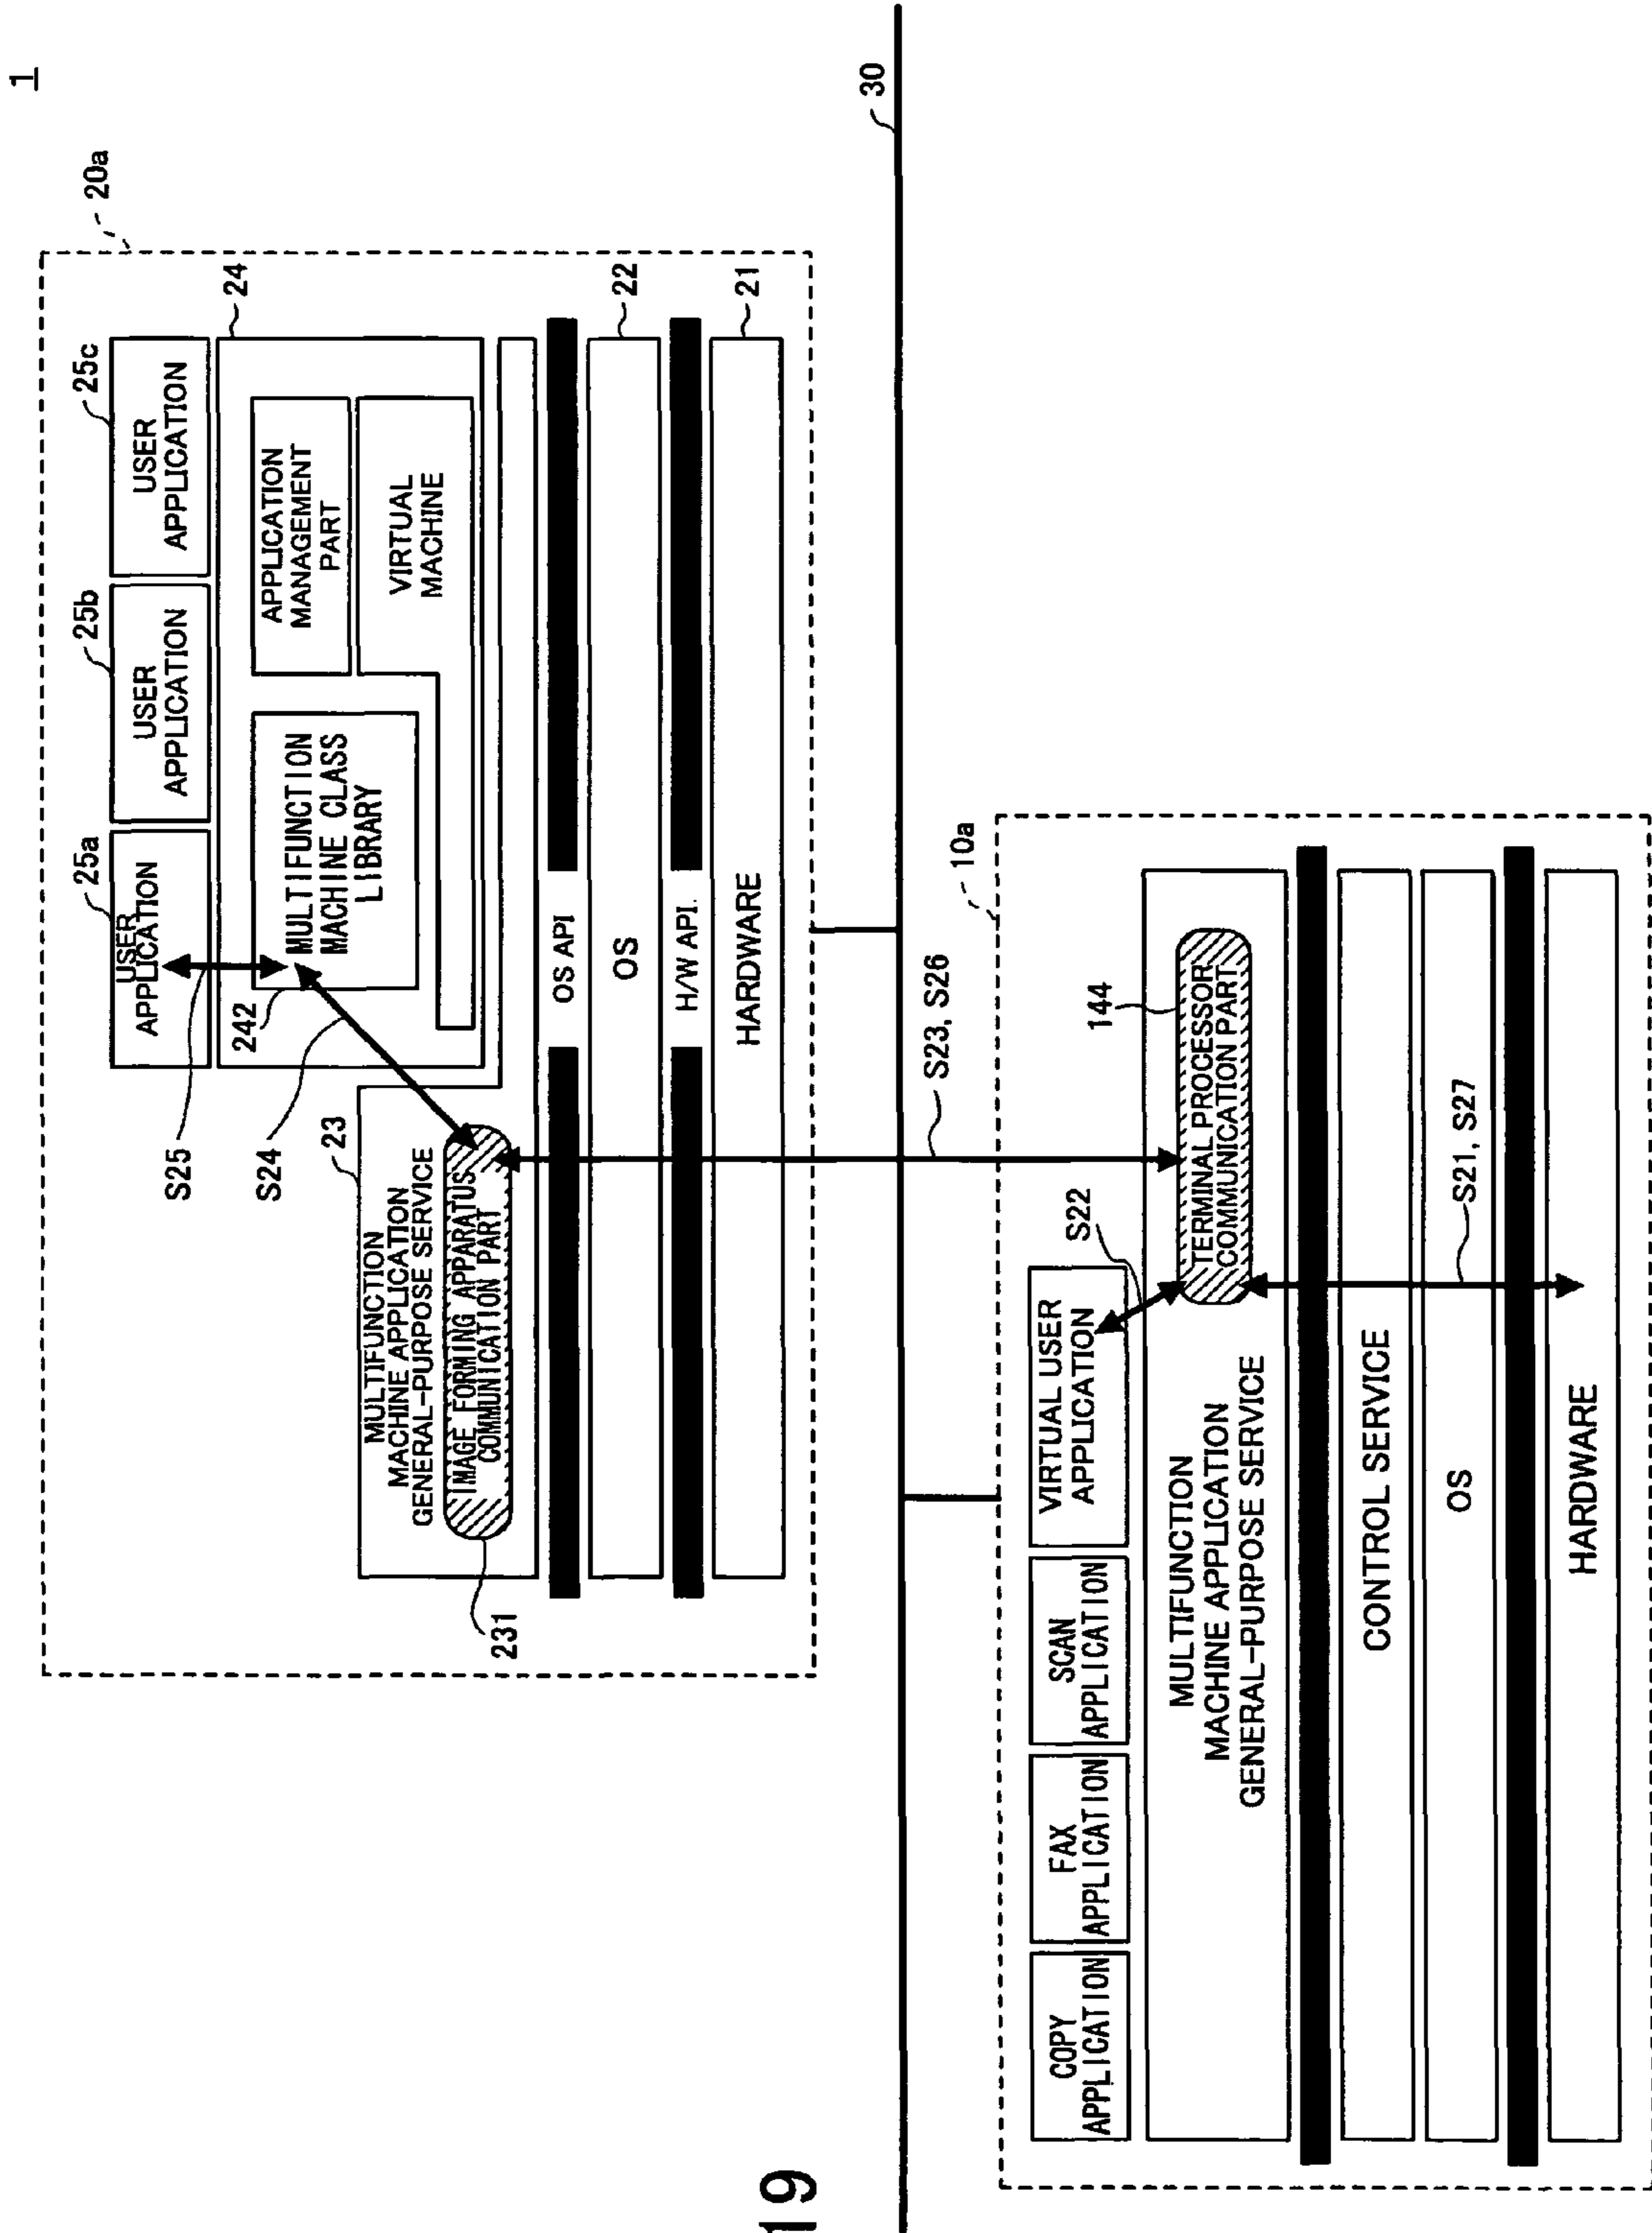 19
1
20a
25a
25b
25c
USER
APPLICATION
USER
APPLICATION
USER
APPLICATION
24
S25
S24
242
MULTIFUNCTION
MACHINE CLASS
LIBRARY
APPLICATION
MANAGEMENT
PART
VIRTUAL
MACHINE
23
MULTIFUNCTION
MACHINE APPLICATION
GENERAL-PURPOSE SERVICE
IMAGE FORMING APPARATUS
COMMUNICATION PART
231
OS API
OS
22
H/W API.
HARDWARE
21
30
S23, S26
10a
COPY
APPLICATION
FAX
APPLICATION
SCAN
APPLICATION
VIRTUAL USER
APPLICATION
S22
144
TERMINAL PROCESSOR
COMMUNICATION PART
MULTIFUNCTION
MACHINE APPLICATION
GENERAL-PURPOSE SERVICE
CONTROL SERVICE
OS
S21, S27
HARDWARE